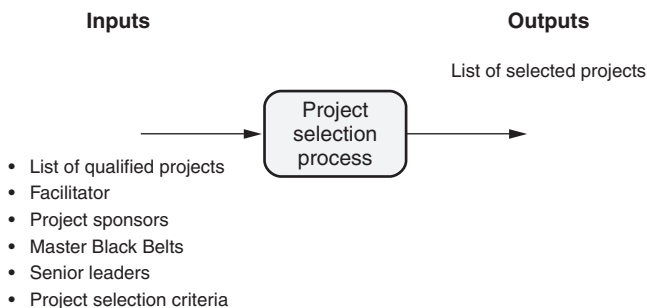 Inputs
Outputs
List of selected projects
Project
selection
process
• List of qualified projects
• Facilitator
• Project sponsors
• Master Black Belts
• Senior leaders
• Project selection criteria